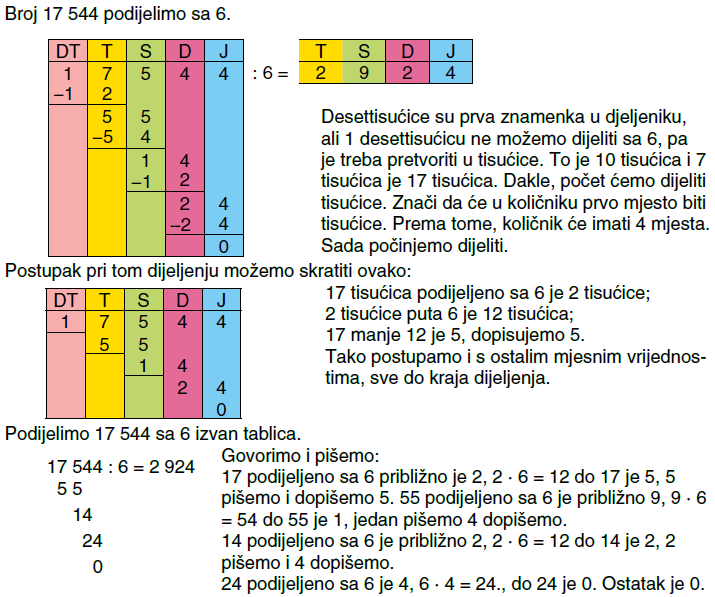 Broj 17 544 podijelimo sa 6.
DT T S D J
T S D J
1 7 5 4 4 : 6 = 2 9 2 4
–1 2
5 5
–5 4
1 4
–1 2
2 4
–2 4
0
Desettisućice su prva znamenka u djeljeniku,
ali 1 desettisućicu ne možemo dijeliti sa 6, pa
je treba pretvoriti u tisućice. To je 10 tisućica i 7
tisućica je 17 tisućica. Dakle, počet ćemo dijeliti
tisućice. Znači da će u količniku prvo mjesto biti
tisućice. Prema tome, količnik će imati 4 mjesta.
Sada počinjemo dijeliti.
Postupak pri tom dijeljenju možemo skratiti ovako:
DT T S D J
1 7 5 4 4
5 5
1 4
2 4
0
17 tisućica podijeljeno sa 6 je 2 tisućice;
2 tisućice puta 6 je 12 tisućica;
17 manje 12 je 5, dopisujemo 5.
Tako postupamo i s ostalim mjesnim vrijednos-
tima, sve do kraja dijeljenja.
Podijelimo 17 544 sa 6 izvan tablica.
17 544 : 6 = 2 924
5 5
14
24
0
Govorimo i pišemo:
17 podijeljeno sa 6 približno je 2, 2 · 6 = 12 do 17 je 5, 5
pišemo i dopišemo 5. 55 podijeljeno sa 6 je približno 9, 9 · 6
= 54 do 55 je 1, jedan pišemo 4 dopišemo.
14 podijeljeno sa 6 je približno 2, 2 · 6 = 12 do 14 je 2, 2
pišemo i 4 dopišemo.
24 podijeljeno sa 6 je 4, 6 · 4 = 24., do 24 je 0. Ostatak je 0.